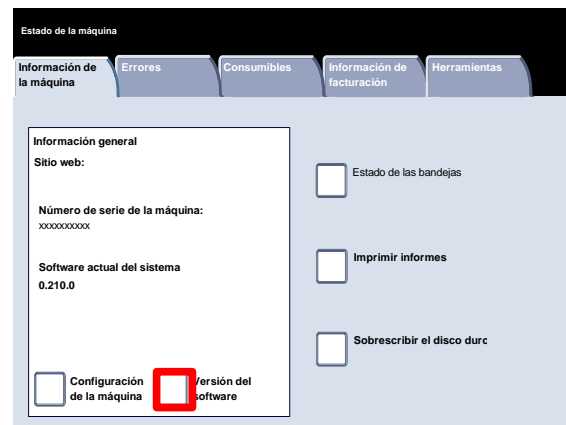 Estado de la máquina
Información de la máquina
Errores
Consumibles
Información de facturación
Herramientas
Información general
Sitio web:
Número de serie de la máquina:
xxxxxxxxxx
Software actual del sistema
0.210.0
Configuración
de la máquina
Versión del
software
Estado de las bandejas
Imprimir informes
Sobrescribir el disco duro